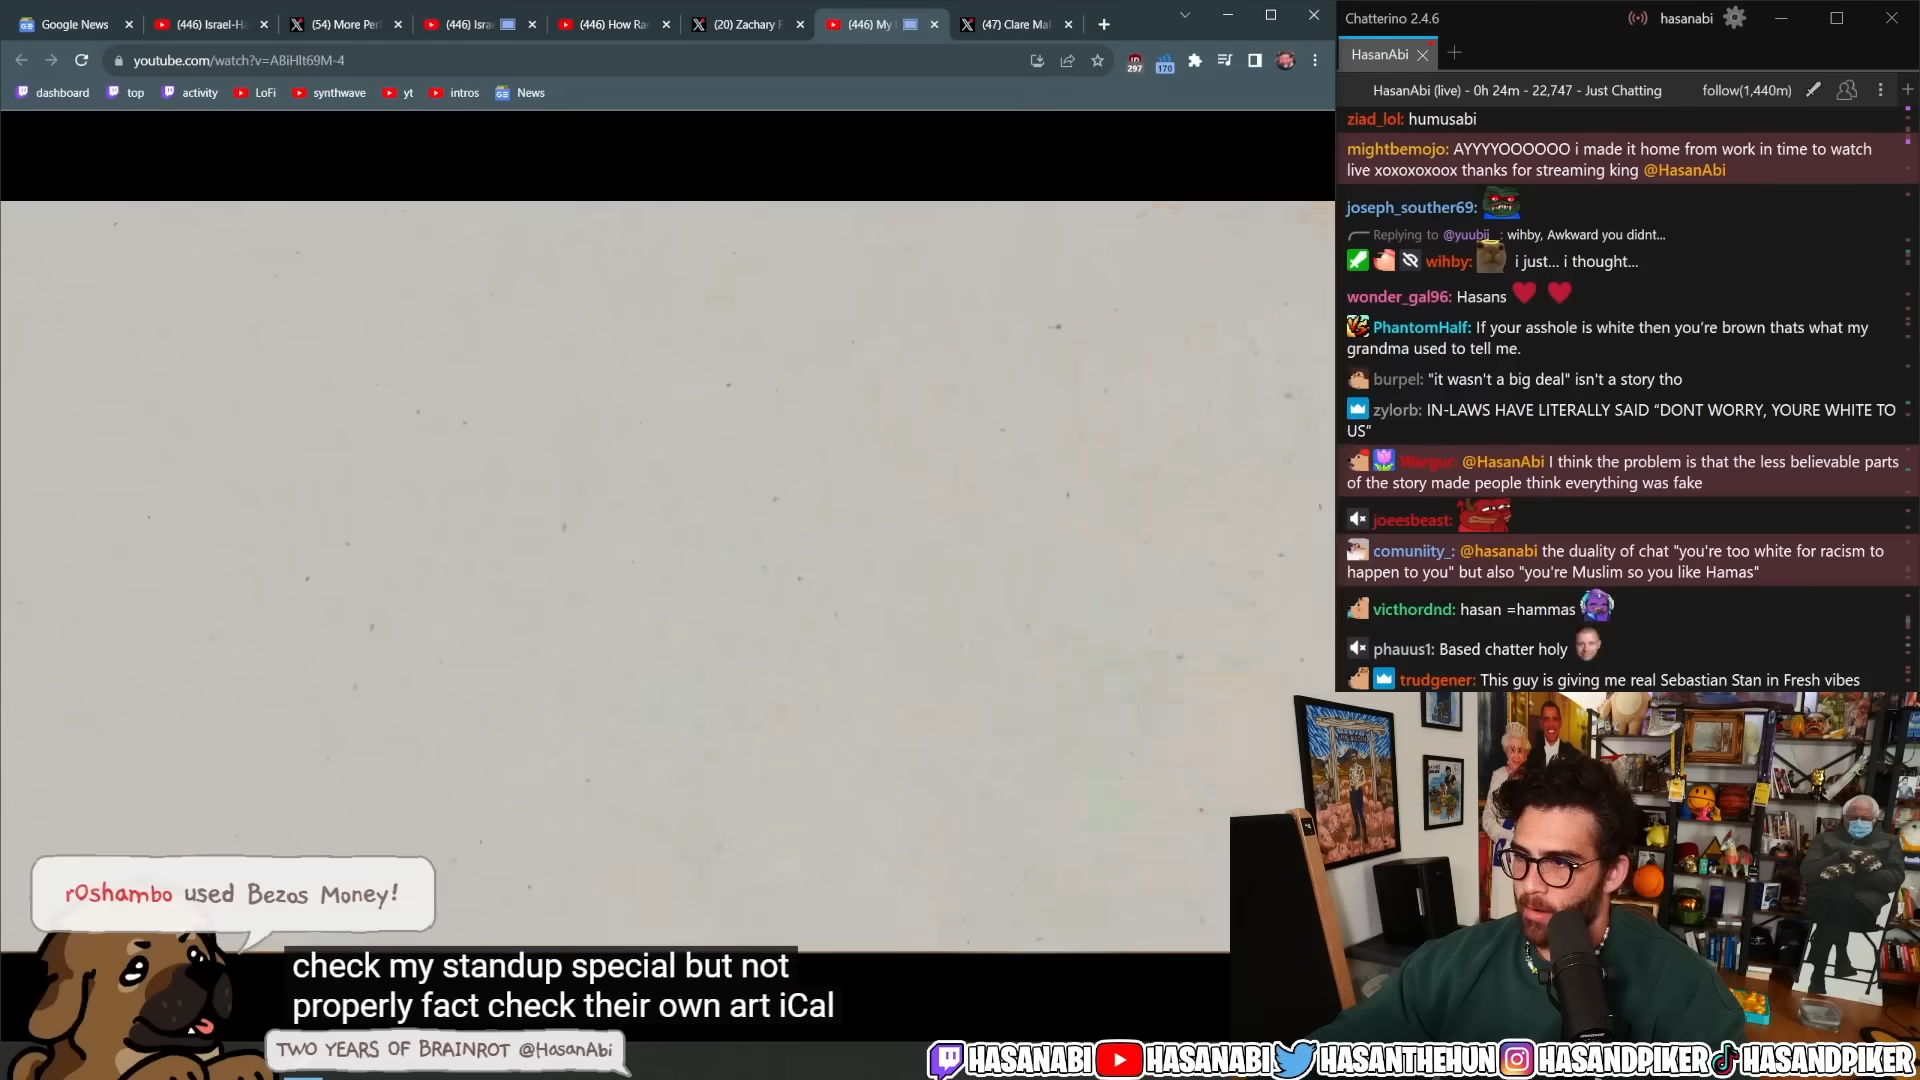 Google News
(446) Israel-Ha
(54) More Per
(446) Isra
(446) How Ra
(20) Zachary F
(446) My
(47) Clare Mal
youtube.com/watch?v=ABiHlt69M-4
297
170
dashboard
top
activity
LoFi
synthwave
yt
intros
News
Chatterino 2.4.6
hasanabi
HasanAbi
HasanAbi (live) - 0h 24m - 22,747 - Just Chatting
follow(1,440m)
ziad_lol: humusabi
mightbemojo: AYYYYOOOOOO i made it home from work in time to watch
live xoxoxoxoox thanks for streaming king @HasanAbi
joseph_souther69:
Replying to @yuubij_: wihby, Awkward you didnt...
wihby: i just... i thought...
wonder_gal96: Hasans
PhantomHalf: If your asshole is white then you're brown thats what my
grandma used to tell me.
burpel: "it wasn't a big deal" isn't a story tho
zylorb: IN-LAWS HAVE LITERALLY SAID “DONT WORRY, YOURE WHITE TO
US”
Wargur: @HasanAbi I think the problem is that the less believable parts
of the story made people think everything was fake
joeesbeast:
comuniity_: @hasanabi the duality of chat "you're too white for racism to
happen to you" but also "you're Muslim so you like Hamas"
victhordnd: hasan =hammas
phauus1: Based chatter holy
trudgener: This guy is giving me real Sebastian Stan in Fresh vibes
rOshambo used Bezos Money!
check my standup special but not
properly fact check their own art iCal
TWO YEARS OF BRAINROT @HasanAbi
HASANABI
HASANABI
HASANTHEHUN
HASANDPIKER
HASANDPIKER